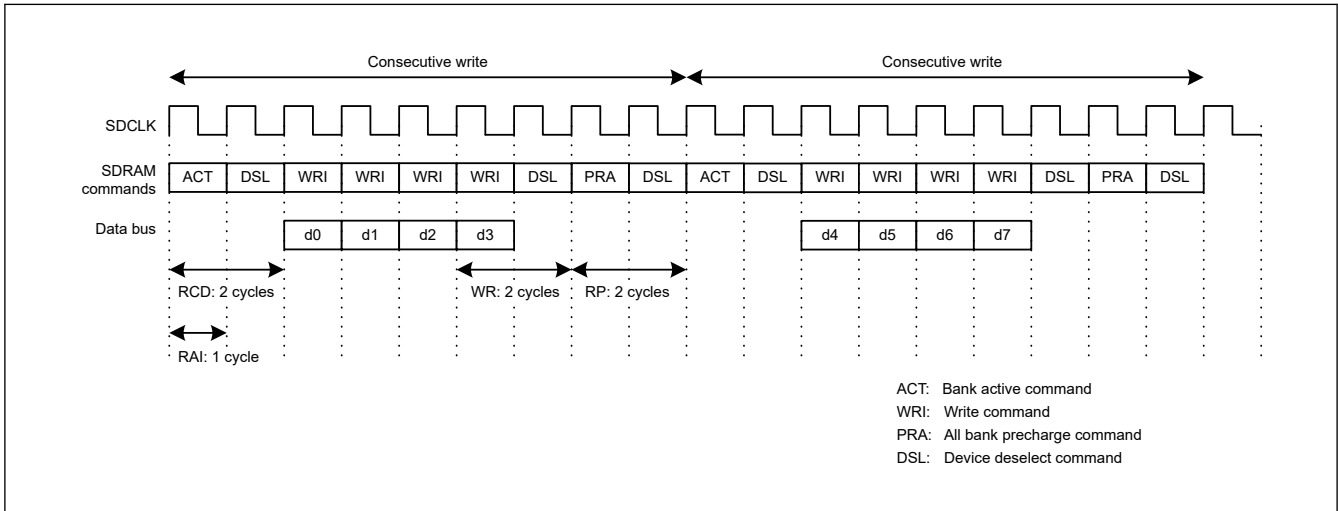 Consecutive write Consecutive write
SDCLK
SDRAM
commands
ACT DSL WRI WRI WRI WRI DSL PRA DSL ACT DSL WRI WRI WRI WRI DSL PRA DSL
Data bus
d0 d1 d2 d3 d4 d5 d6 d7
RCD: 2 cycles WR: 2 cycles RP: 2 cycles
RAI: 1 cycle
ACT: Bank active command
WRI: Write command
PRA: All bank precharge command
DSL: Device deselect command